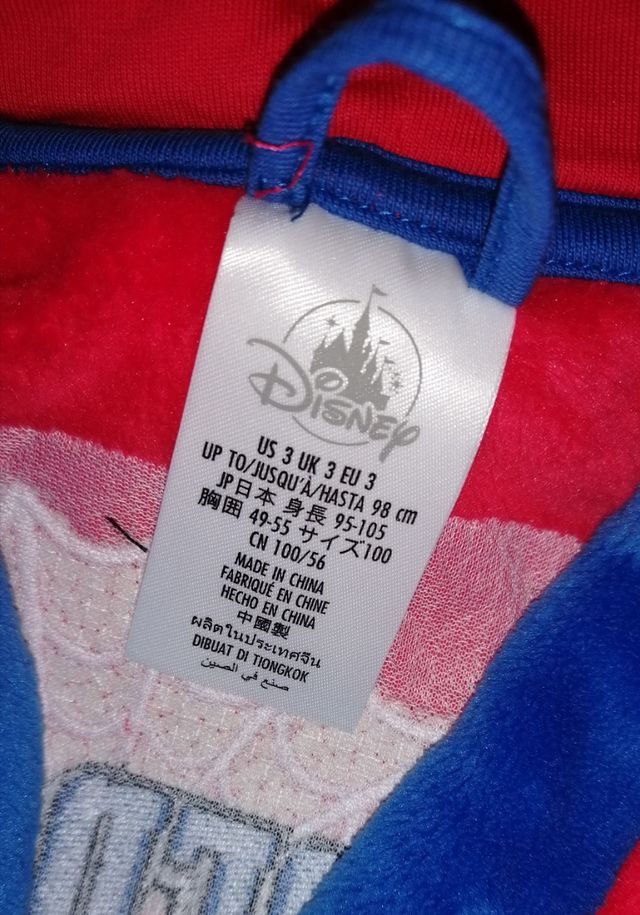 Disney
US 3 UK 3 EU 3
UP TO/JUSQU'À/HASTA 98 cm
JP日本 身長 95-105
胸囲 49-55 サイズ100
CN 100/56
MADE IN CHINA
FABRIQUÉ EN CHINE
HECHO EN CHINA
中國製
ผลิตในประเทศจีน
DIBUAT DI TIONGKOK
صنع في الصين